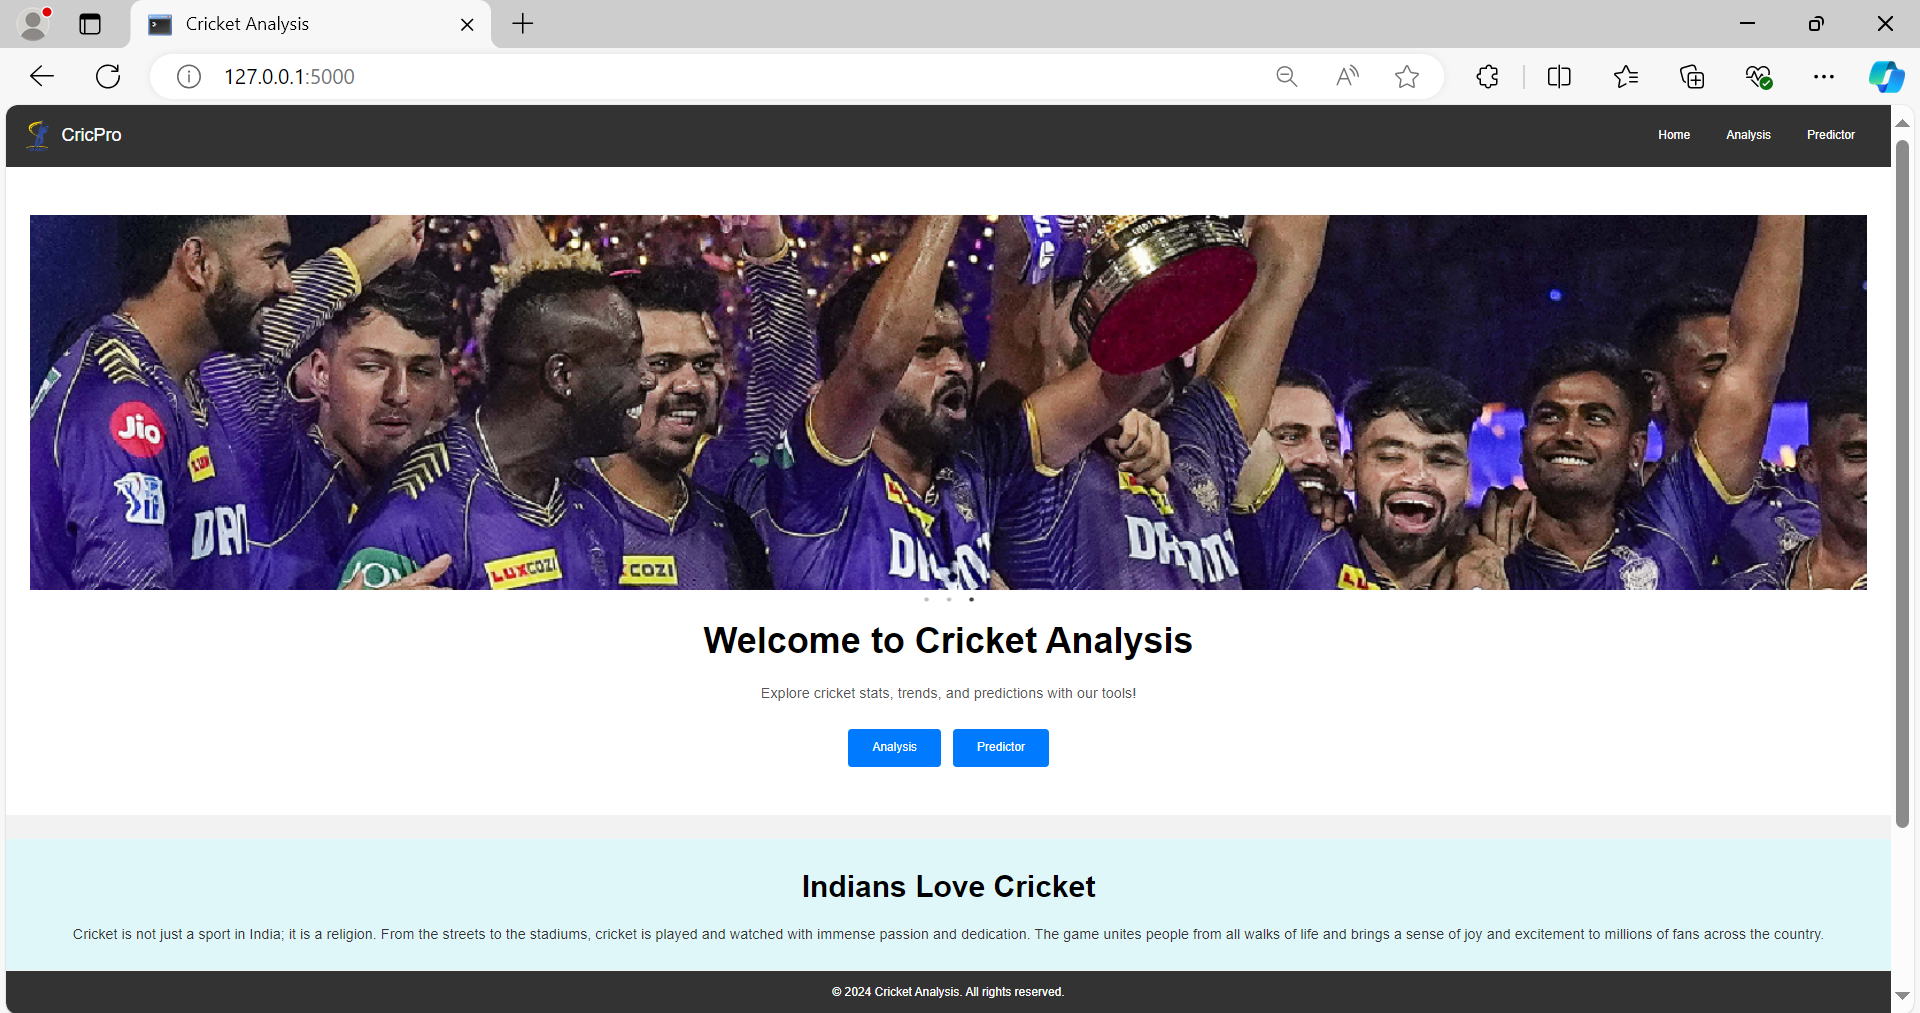 Cricket Analysis
127.0.0.1:5000
CricPro
Home
Analysis
Predictor
Jio
LUX
DR
JOY
LUXCOZI
COZI
LU
Welcome to Cricket Analysis
Explore cricket stats, trends, and predictions with our tools!
Analysis
Predictor
Indians Love Cricket
Cricket is not just a sport in India; it is a religion. From the streets to the stadiums, cricket is played and watched with immense passion and dedication. The game unites people from all walks of life and brings a sense of joy and excitement to millions of fans across the country.
© 2024 Cricket Analysis. All rights reserved.